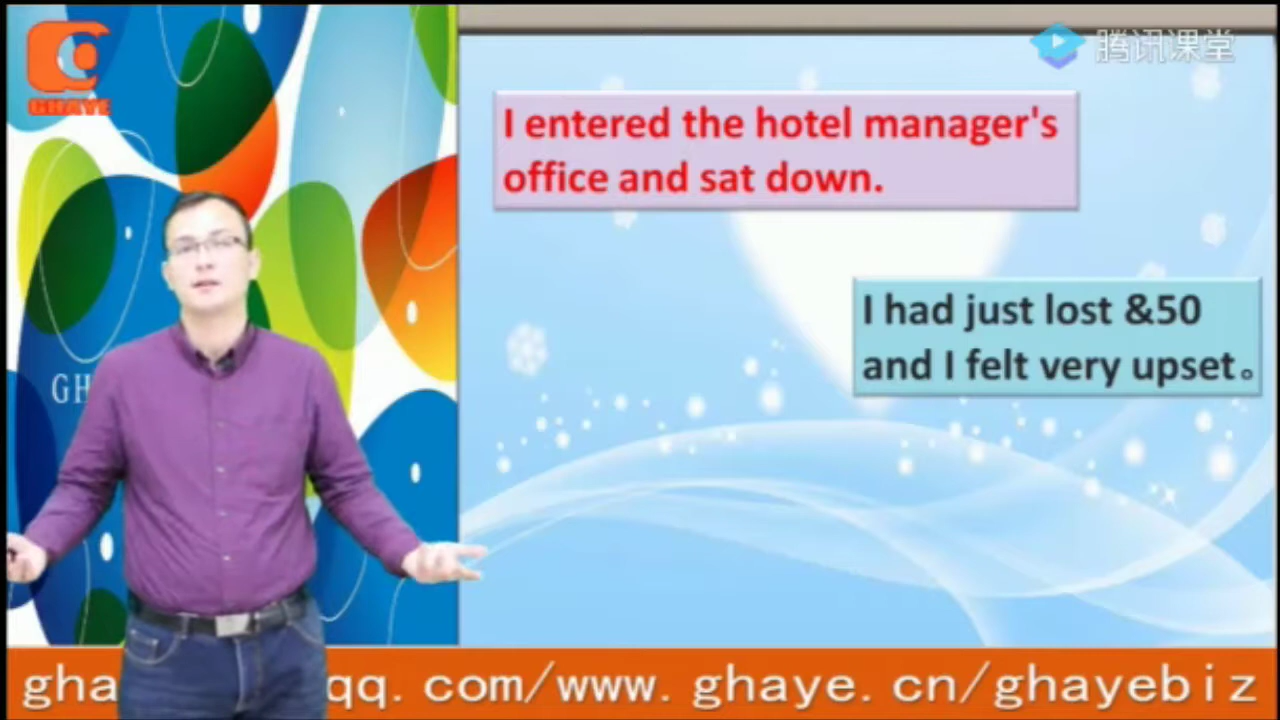 GHAYE
腾讯课堂
I entered the hotel manager's
office and sat down.
I had just lost &50
and I felt very upset。
GH
gha qq. com/www. ghaye. cn/ghayebiz